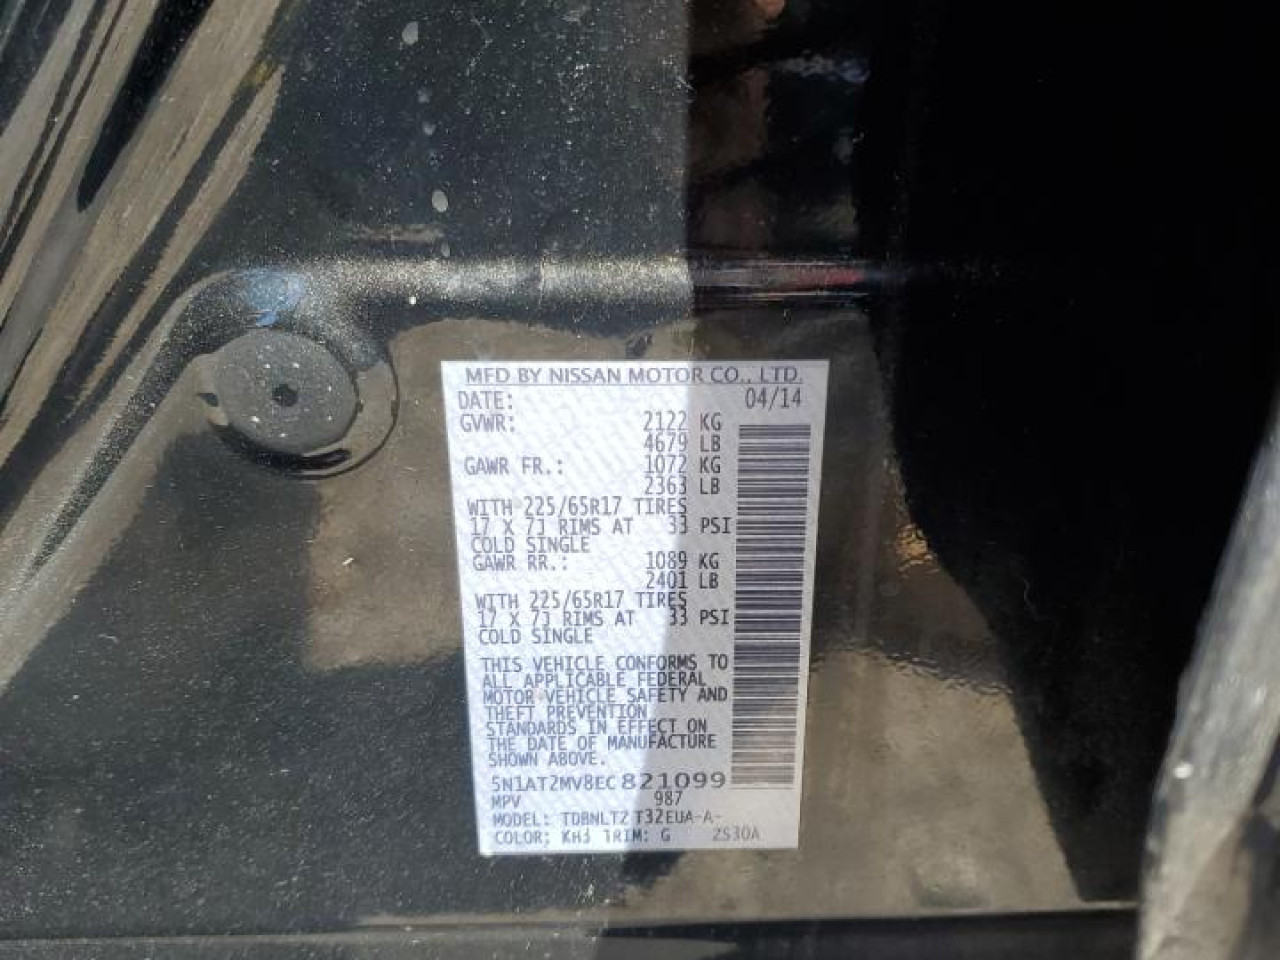 MFD BY NISSAN MOTOR CO., LTD.
DATE: 04/14
GVWR: 2122 KG
4679 LB
GAWR FR.: 1072 KG
2363 LB
WITH 225/65R17 TIRES
17 X 7J RIMS AT 33 PSI
COLD SINGLE
GAWR RR.: 1089 KG
2401 LB
WITH 225/65R17 TIRES
17 X 7J RIMS AT 33 PSI
COLD SINGLE
THIS VEHICLE CONFORMS TO
ALL APPLICABLE FEDERAL
MOTOR VEHICLE SAFETY AND
THEFT PREVENTION
STANDARDS IN EFFECT ON
THE DATE OF MANUFACTURE
SHOWN ABOVE.
5N1AT2MV8EC821099
MPV 987
MODEL: TDBNLTZ T32EUA-A-
COLOR: KH3 TRIM: G 2S30A